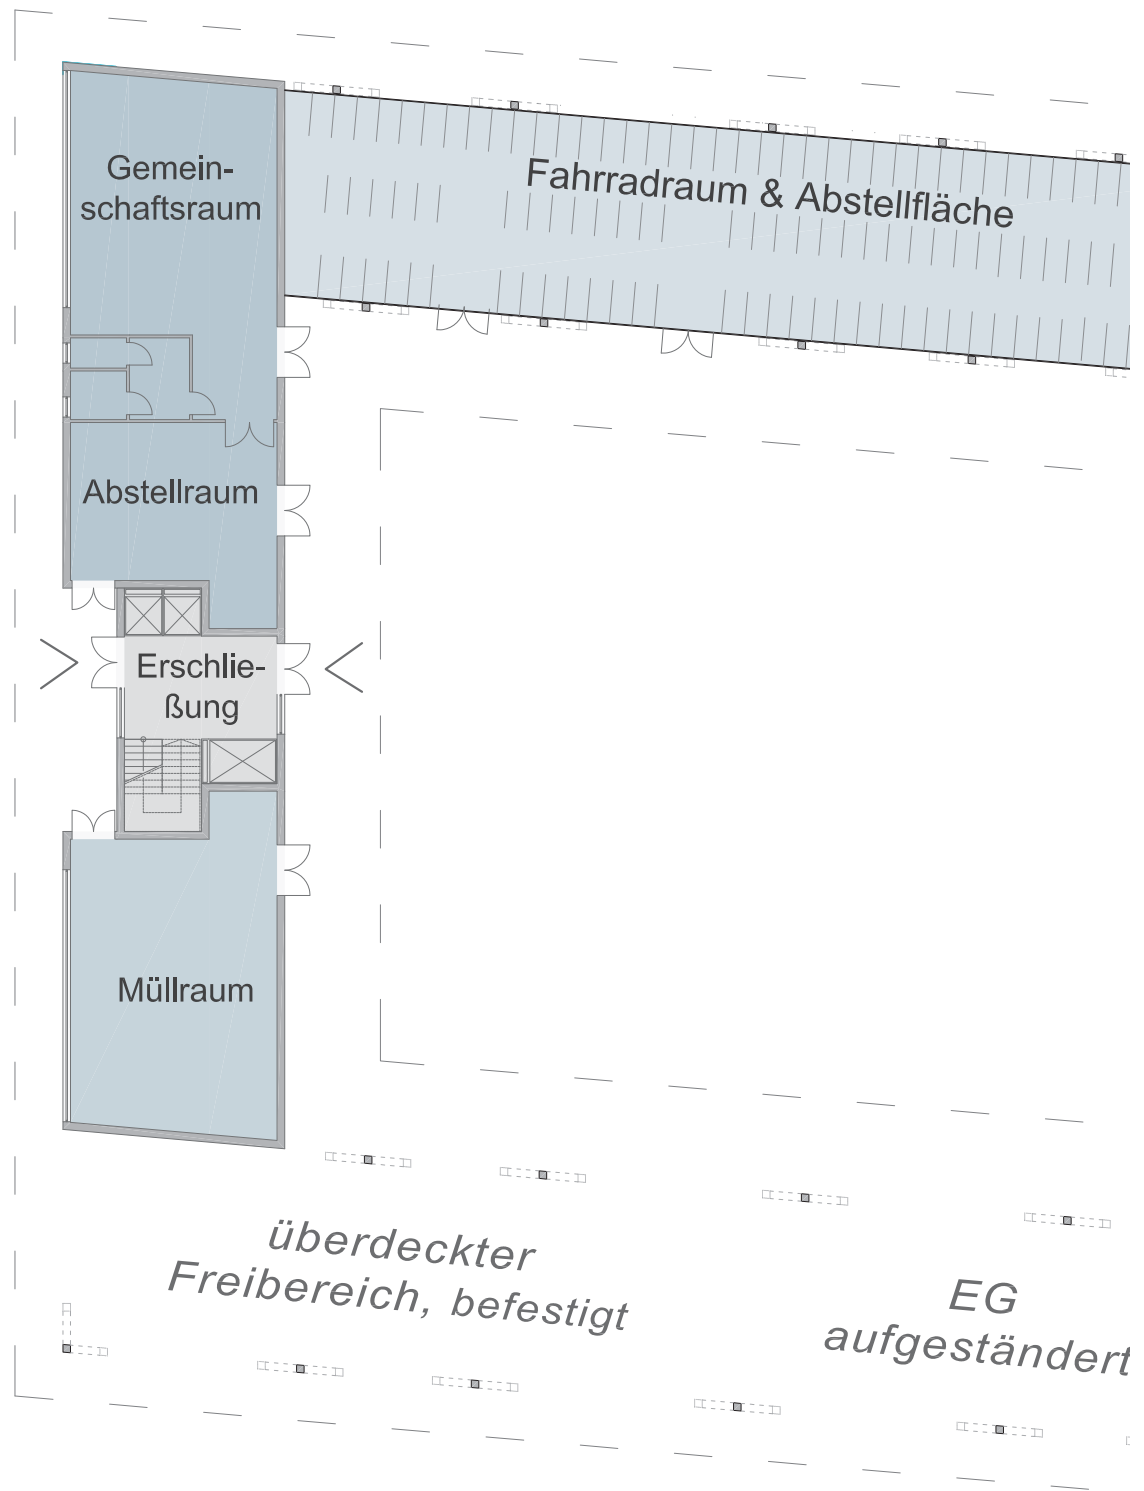 Gemein-
schaftsraum
Fahrradraum & Abstellfläche
Abstellraum
Erschlie-
ßung
Müllraum
überdeckter
Freibereich, befestigt
EG
aufgeständert